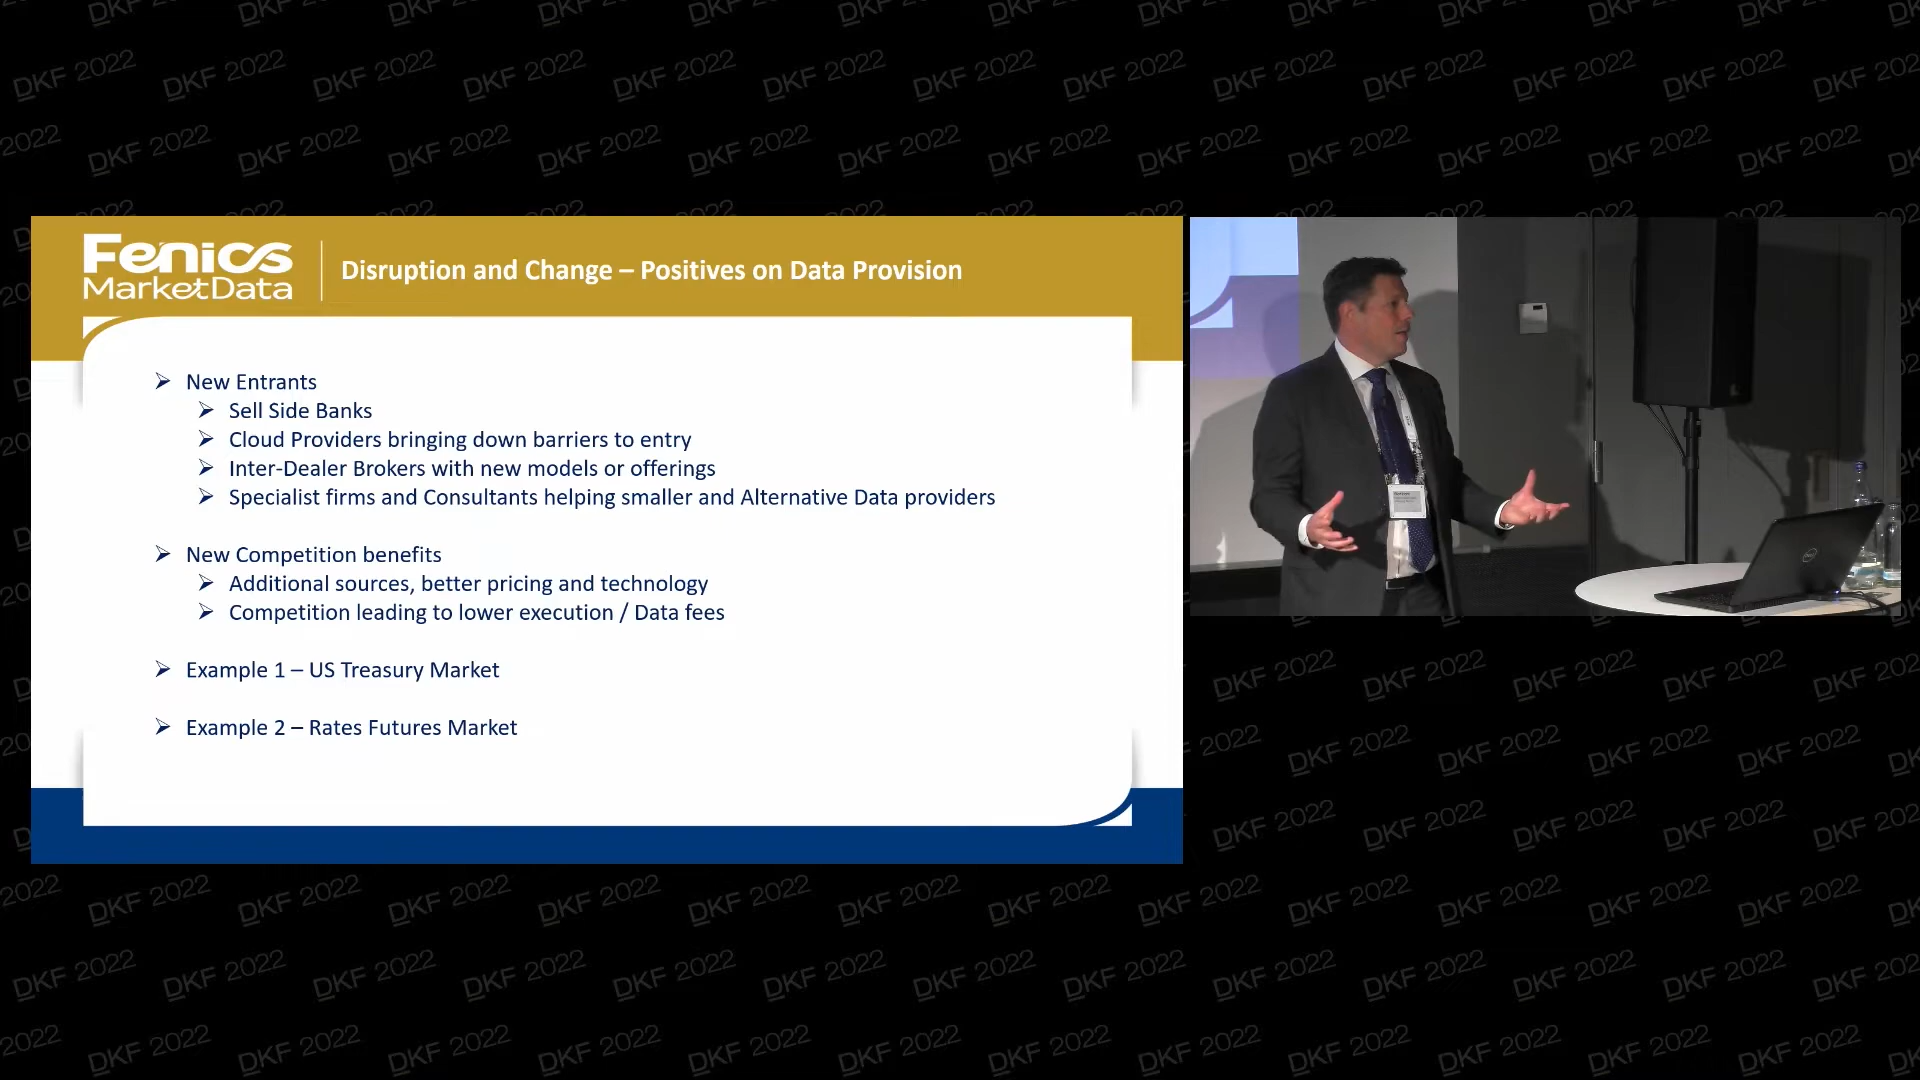 Fenics
MarketData
Disruption and Change – Positives on Data Provision
New Entrants
Sell Side Banks
Cloud Providers bringing down barriers to entry
Inter-Dealer Brokers with new models or offerings
Specialist firms and Consultants helping smaller and Alternative Data providers
New Competition benefits
Additional sources, better pricing and technology
Competition leading to lower execution / Data fees
Example 1 – US Treasury Market
Example 2 – Rates Futures Market
DKF 2022